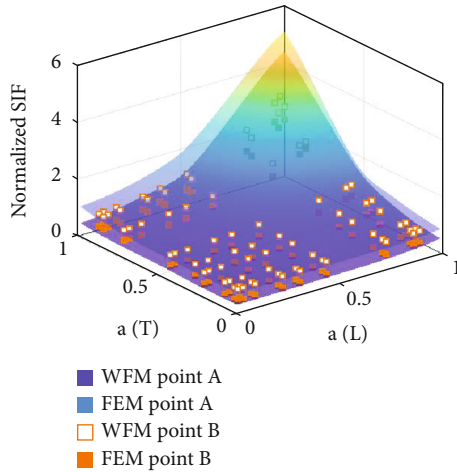 6
4
2
0
Normalized SIF
1
0.5
0
a (T)
0
0.5
1
a (L)
WFM point A
FEM point A
WFM point B
FEM point B